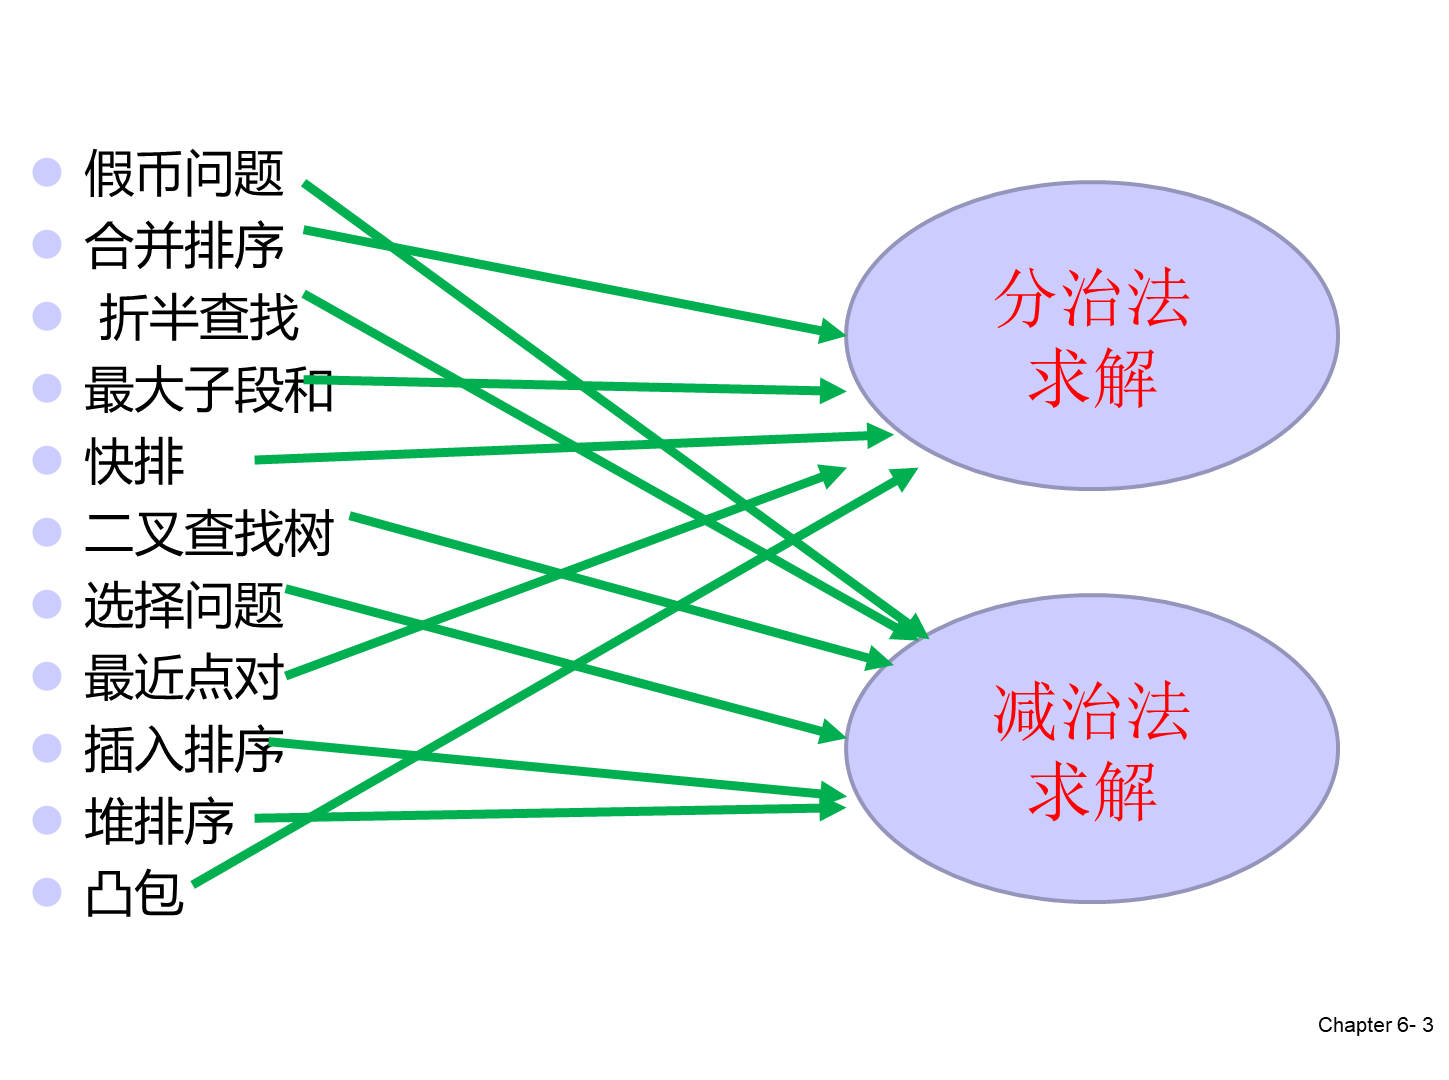 假币问题
合并排序
折半查找
最大子段和
快排
二叉查找树
选择问题
最近点对
插入排序
堆排序
凸包
分治法
求解
减治法
求解
Chapter 6- 3